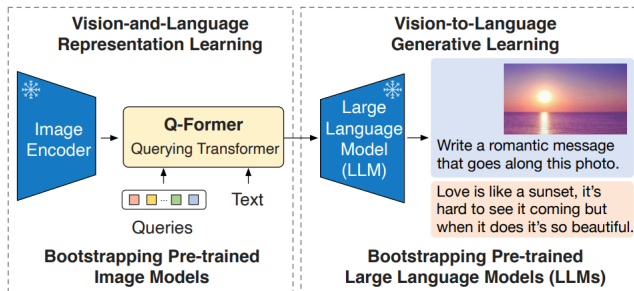 Vision-and-Language
Representation Learning
Image
Encoder
Q-Former
Querying Transformer
Queries
Text
Bootstrapping Pre-trained
Image Models
Vision-to-Language
Generative Learning
Large
Language
Model
(LLM)
Write a romantic message
that goes along this photo.
Love is like a sunset, it's
hard to see it coming but
when it does it's so beautiful.
Bootstrapping Pre-trained
Large Language Models (LLMs)